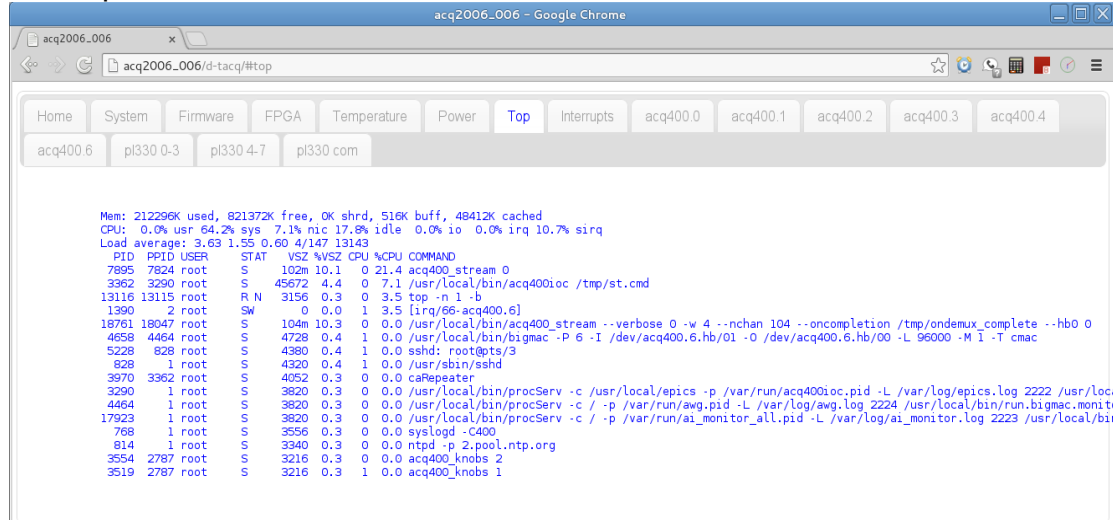 acq2006_006 - Google Chrome
acq2006_006
acq2006_006/d-tacq/#top
Home System Firmware FPGA Temperature Power Top Interrupts acq400.0 acq400.1 acq400.2 acq400.3 acq400.4
acq400.6 pl330 0-3 pl330 4-7 pl330 com
Mem: 212296K used, 821372K free, 0K shrd, 516K buff, 48412K cached
CPU: 0.0% usr 64.2% sys 7.1% nic 17.8% idle 0.0% io 0.0% irq 10.7% sirq
Load average: 3.63 1.55 0.60 4/147 13143
PID PPID USER STAT VSZ %VSZ CPU %CPU COMMAND
7895 7824 root S 102m 10.1 0 21.4 acq400_stream 0
3362 3290 root S 45672 4.4 0 7.1 /usr/local/bin/acq400ioc /tmp/st.cmd
13116 13115 root R N 3156 0.3 0 3.5 top -n 1 -b
1390 2 root SW 0 0.0 1 3.5 [irq/66-acq400.6]
18761 18047 root S 104m 10.3 0 0.0 /usr/local/bin/acq400_stream --verbose 0 -w 4 --nchan 104 --oncompletion /tmp/ondemux_complete --hb0 0
4658 4464 root S 4728 0.4 1 0.0 /usr/local/bin/bigmac -P 6 -I /dev/acq400.6.hb/01 -O /dev/acq400.6.hb/00 -L 96000 -M 1 -T cmac
5228 828 root S 4380 0.4 1 0.0 sshd: root@pts/3
828 1 root S 4320 0.4 1 0.0 /usr/sbin/sshd
3970 3362 root S 4052 0.3 0 0.0 caRepeater
3290 1 root S 3820 0.3 0 0.0 /usr/local/bin/procServ -c /usr/local/epics -p /var/run/acq400ioc.pid -L /var/log/epics.log 2222 /usr/loc
4464 1 root S 3820 0.3 0 0.0 /usr/local/bin/procServ -c / -p /var/run/awg.pid -L /var/log/awg.log 2224 /usr/local/bin/run.bigmac.monit
17923 1 root S 3820 0.3 0 0.0 /usr/local/bin/procServ -c / -p /var/run/ai_monitor_all.pid -L /var/log/ai_monitor.log 2223 /usr/local/bi
768 1 root S 3556 0.3 0 0.0 syslogd -C400
814 1 root S 3340 0.3 0 0.0 ntpd -p 2.pool.ntp.org
3554 2787 root S 3216 0.3 0 0.0 acq400_knobs 2
3519 2787 root S 3216 0.3 1 0.0 acq400_knobs 1